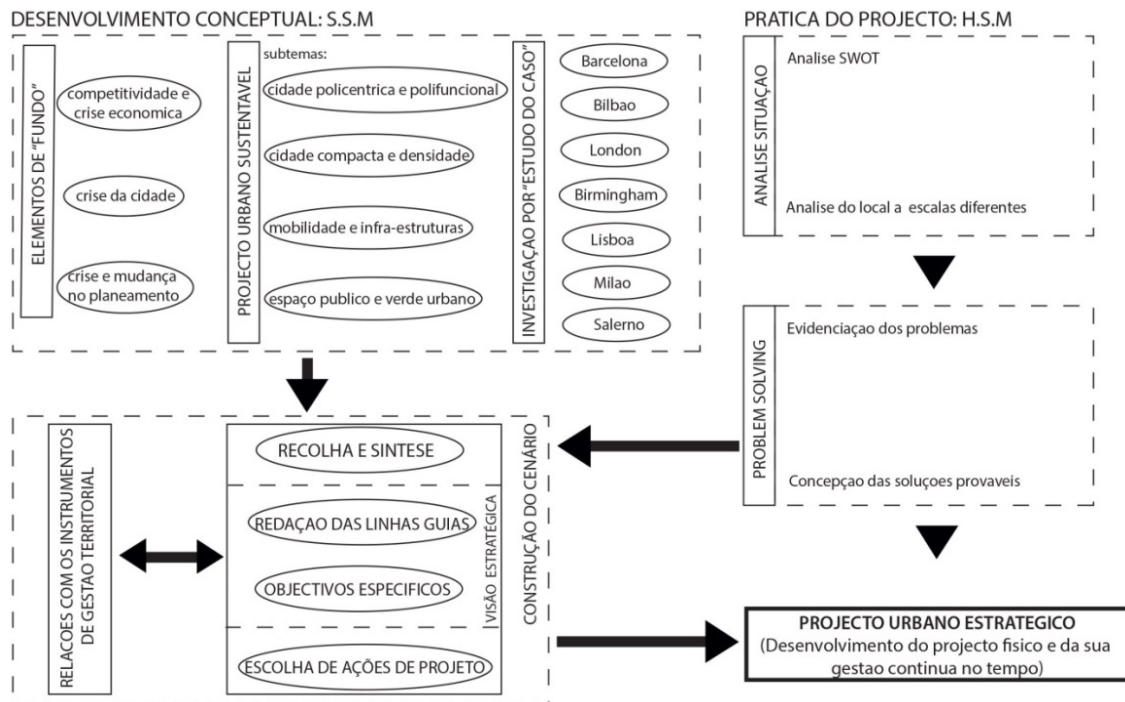 DESENVOLVIMENTO CONCEPTUAL: S.S.M
ELEMENTOS DE "FUNDO"
competitividade e
crise economica
crise da cidade
crise e mudança
no planeamento
PROJECTO URBANO SUSTENTAVEL
subtemas:
cidade policentrica e polifuncional
cidade compacta e densidade
mobilidade e infra-estruturas
espaço publico e verde urbano
INVESTIGAÇAO POR "ESTUDO DO CASO"
Barcelona
Bilbao
London
Birmingham
Lisboa
Milao
Salerno
PRATICA DO PROJECTO: H.S.M
ANALISE SITUAÇAO
Analise SWOT
Analise do local a escalas diferentes
PROBLEM SOLVING
Evidenciaçao dos problemas
Concepçao das soluçoes provaveis
RELACOES COM OS INSTRUMENTOS
DE GESTAO TERRITORIAL
RECOLHA E SINTESE
REDAÇAO DAS LINHAS GUIAS
OBJECTIVOS ESPECIFICOS
ESCOLHA DE AÇÕES DE PROJETO
VISÃO ESTRATÉGICA
CONSTRUÇÃO DO CENÁRIO
PROJECTO URBANO ESTRATEGICO
(Desenvolvimento do projecto fisico e da sua
gestao continua no tempo)